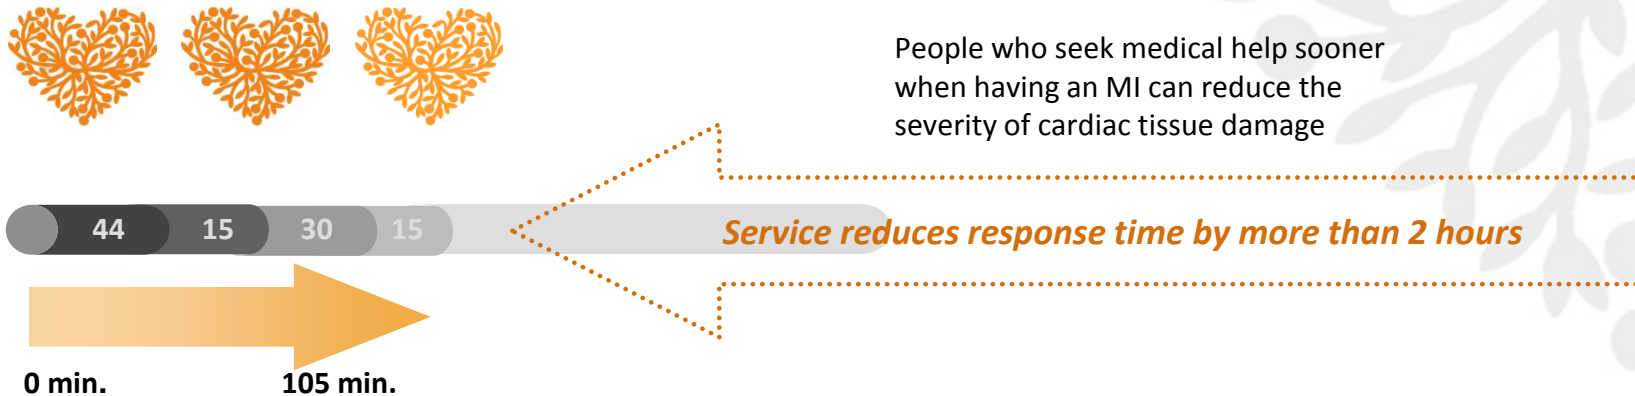 People who seek medical help sooner
when having an MI can reduce the
severity of cardiac tissue damage
44 15 30 15
Service reduces response time by more than 2 hours
0 min. 105 min.